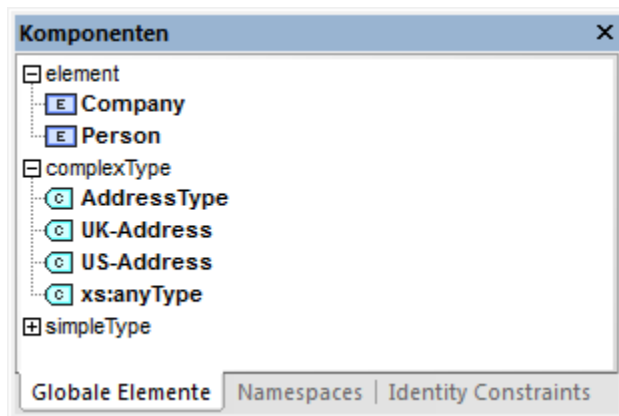 Komponenten
element
E Company
E Person
complexType
C AddressType
C UK-Address
C US-Address
C xs:anyType
simpleType
Globale Elemente Namespaces | Identity Constraints